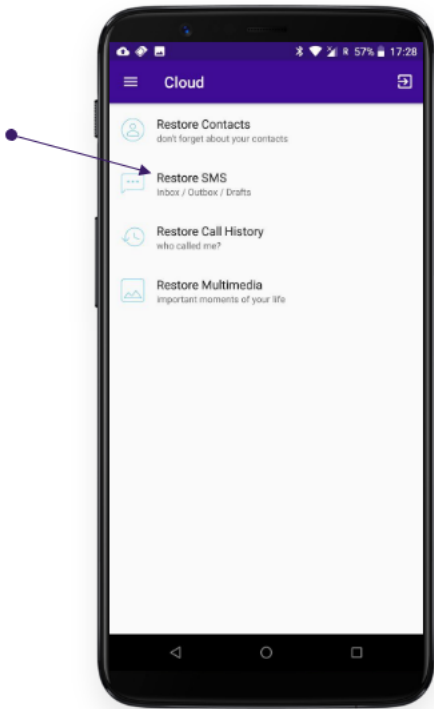 R 57% 17:28
Cloud
Restore Contacts
don't forget about your contacts
Restore SMS
Inbox / Outbox / Drafts
Restore Call History
who called me?
Restore Multimedia
important moments of your life